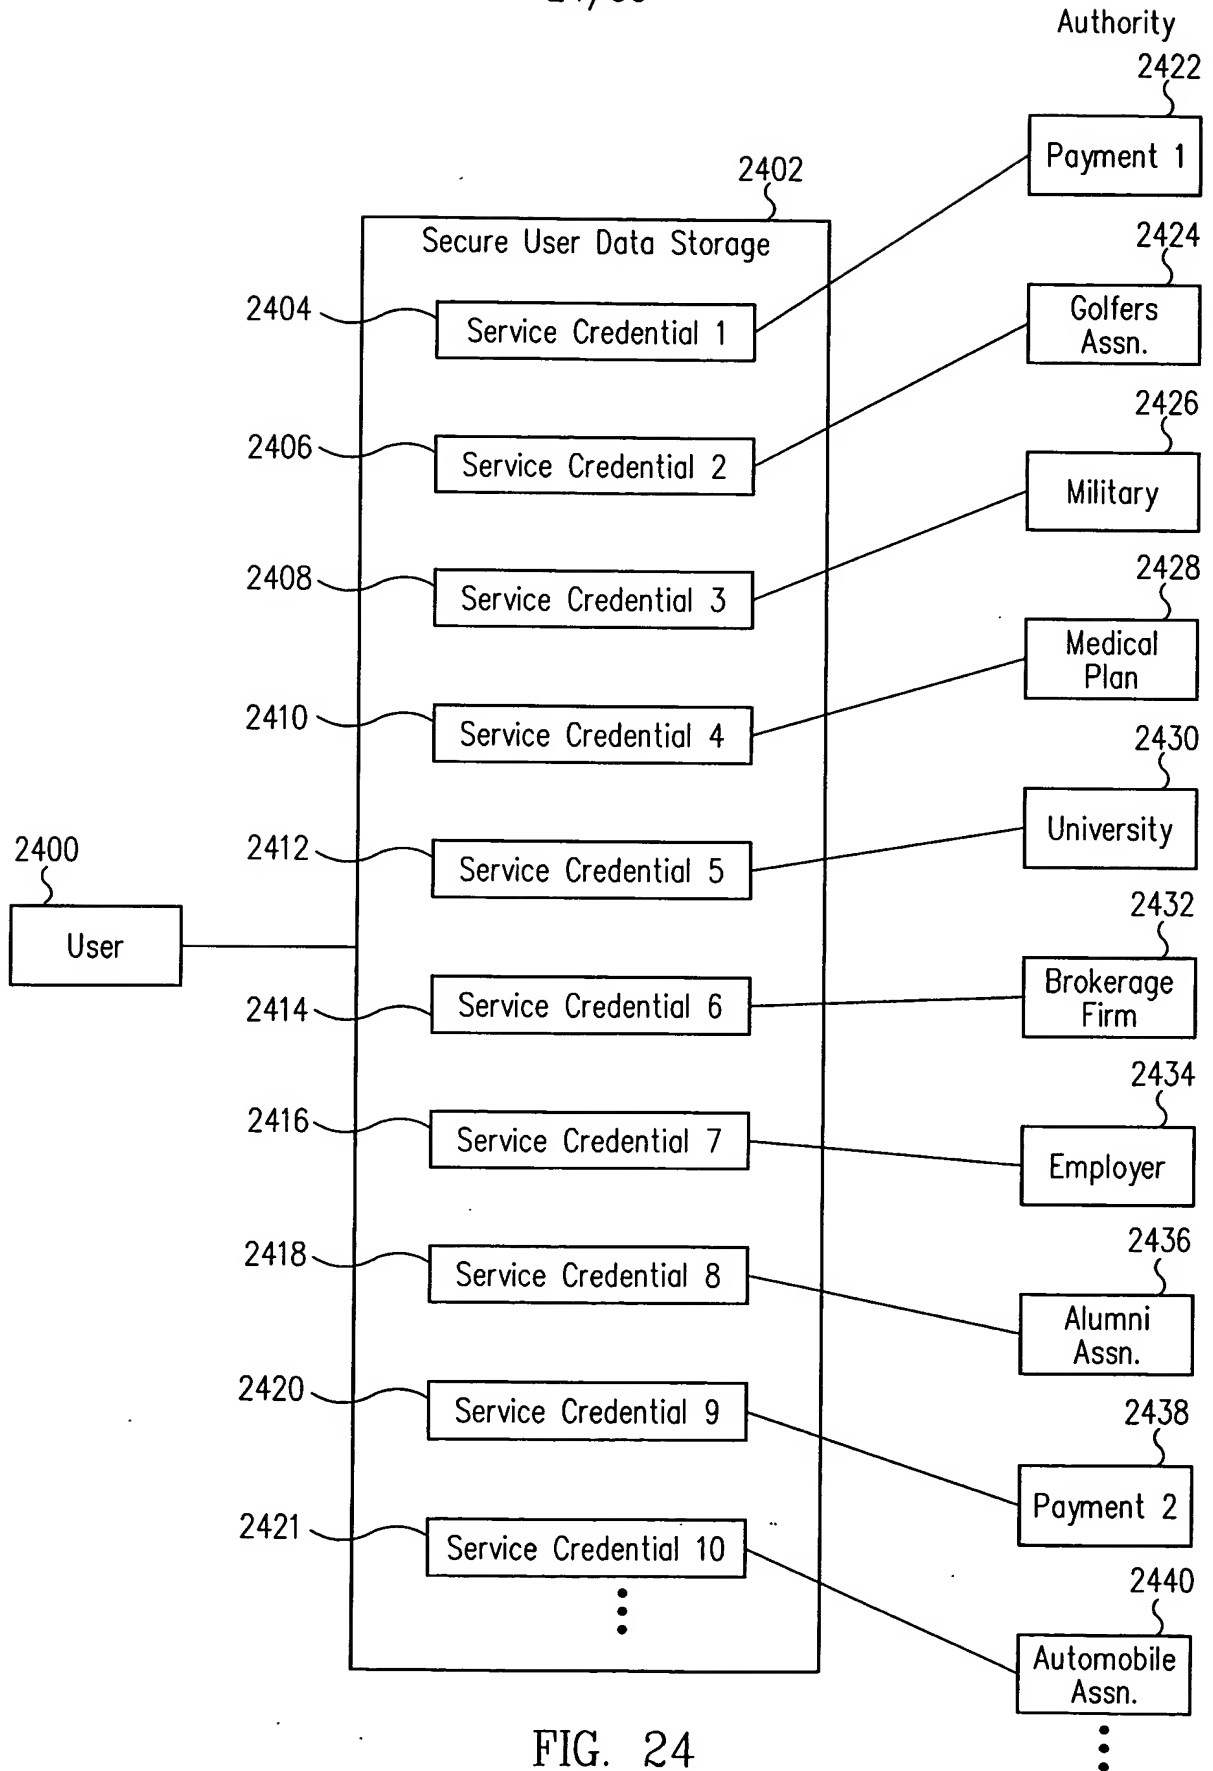 Authority
2422
Payment 1
2402
Secure User Data Storage
2424
Golfers
Assn.
2404
Service Credential 1
2426
Military
2406
Service Credential 2
2428
Medical
Plan
2408
Service Credential 3
2430
University
2410
Service Credential 4
2432
Brokerage
Firm
2400
User
2412
Service Credential 5
2434
Employer
2414
Service Credential 6
2436
Alumni
Assn.
2416
Service Credential 7
2438
Payment 2
2418
Service Credential 8
2440
Automobile
Assn.
2420
Service Credential 9
2421
Service Credential 10
FIG. 24